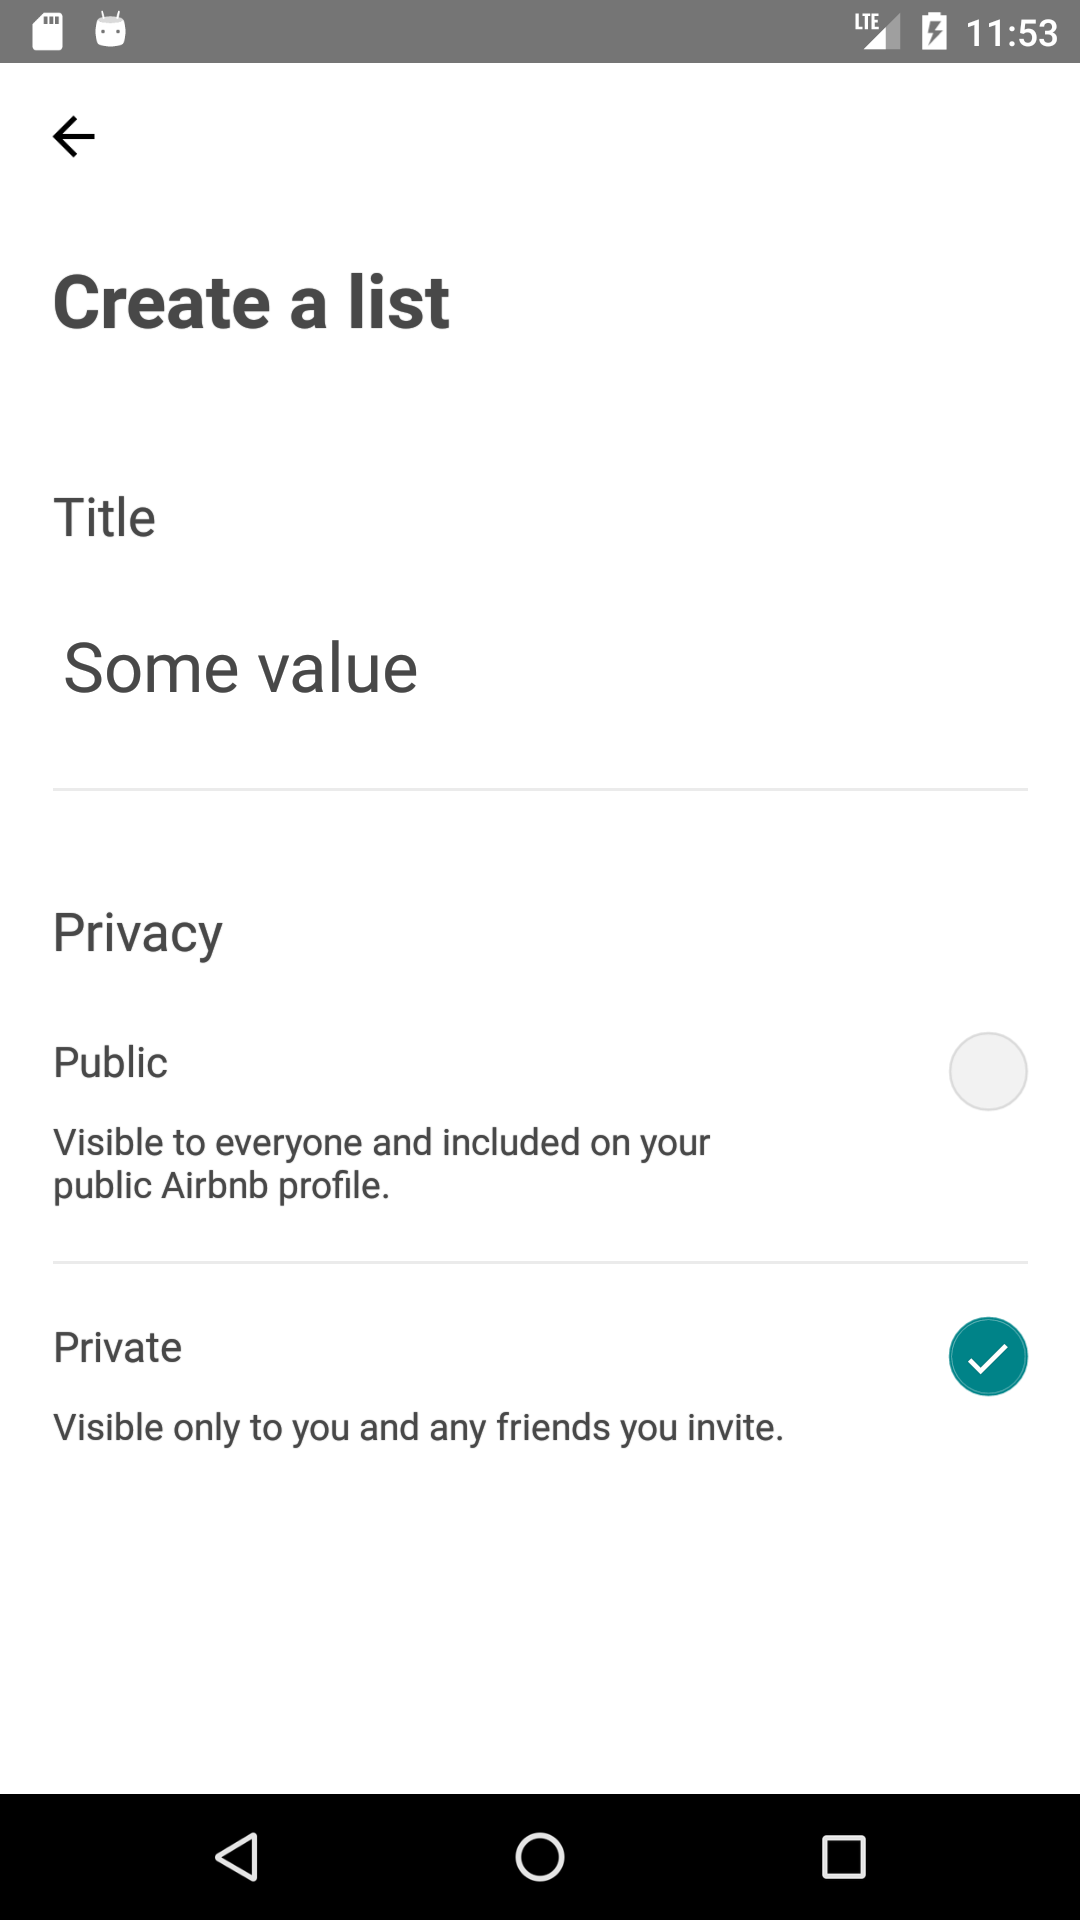 LTE 11:53
Create a list
Title
Some value
Privacy
Public
Visible to everyone and included on your
public Airbnb profile.
Private
Visible only to you and any friends you invite.